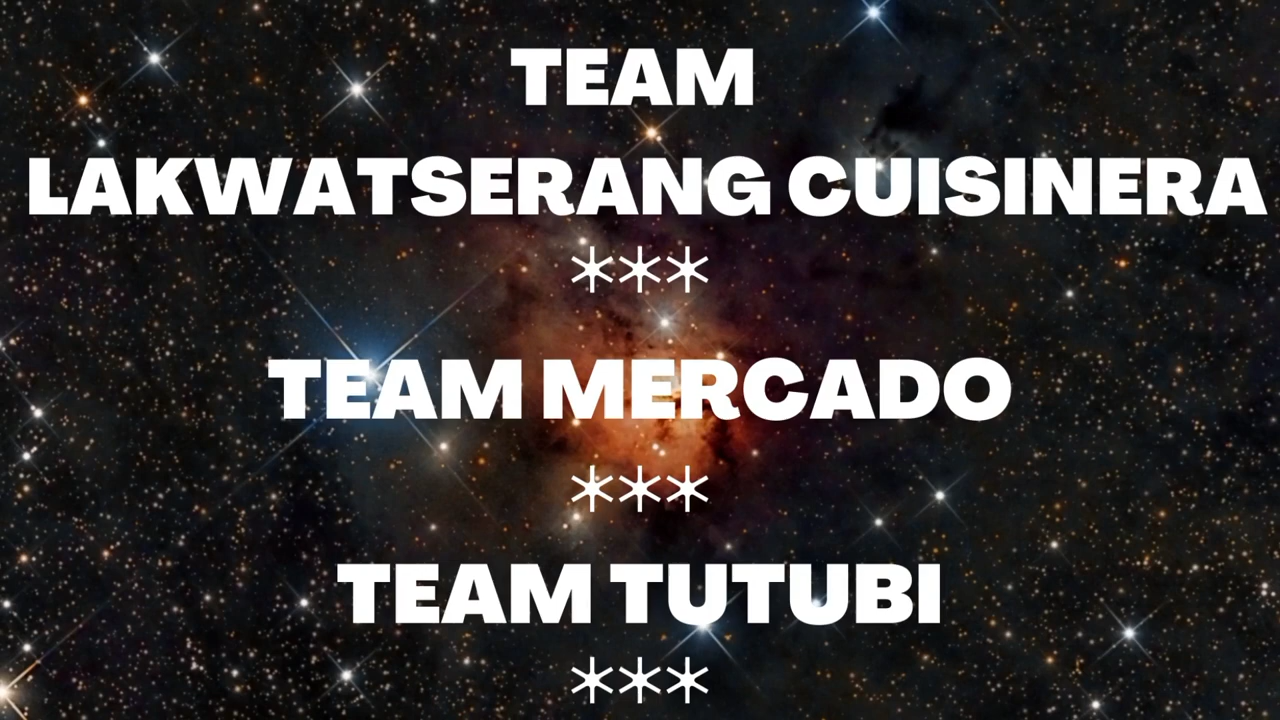 TEAM
LAKWATSERANG CUISINERA
***
TEAM MERCADO
***
TEAM TUTUBI
***